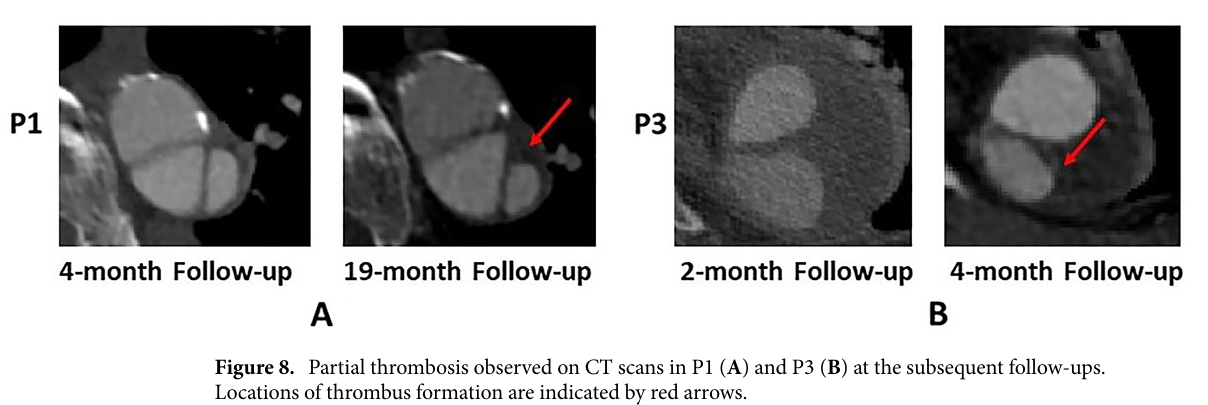 P1
P3
4-month Follow-up
19-month Follow-up
2-month Follow-up
4-month Follow-up
A
B
Figure 8. Partial thrombosis observed on CT scans in P1 (A) and P3 (B) at the subsequent follow-ups.
Locations of thrombus formation are indicated by red arrows.